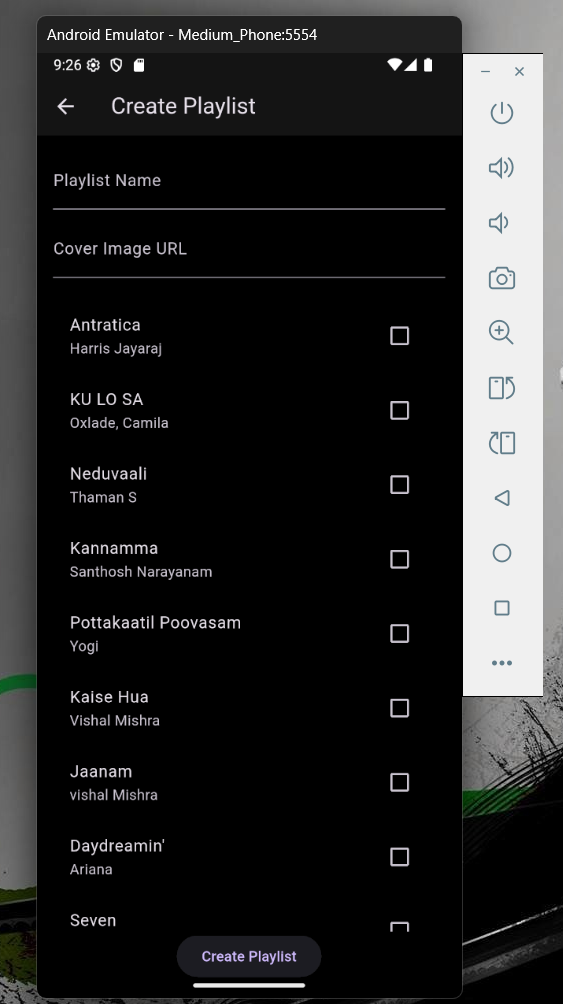 Android Emulator - Medium_Phone:5554
9:26
Create Playlist
Playlist Name
Cover Image URL
Antratica
Harris Jayaraj
KU LO SA
Oxlade, Camila
Neduvaali
Thaman S
Kannamma
Santhosh Narayanam
Pottakaatil Poovasam
Yogi
Kaise Hua
Vishal Mishra
Jaanam
vishal Mishra
Daydreamin'
Ariana
Seven
Create Playlist